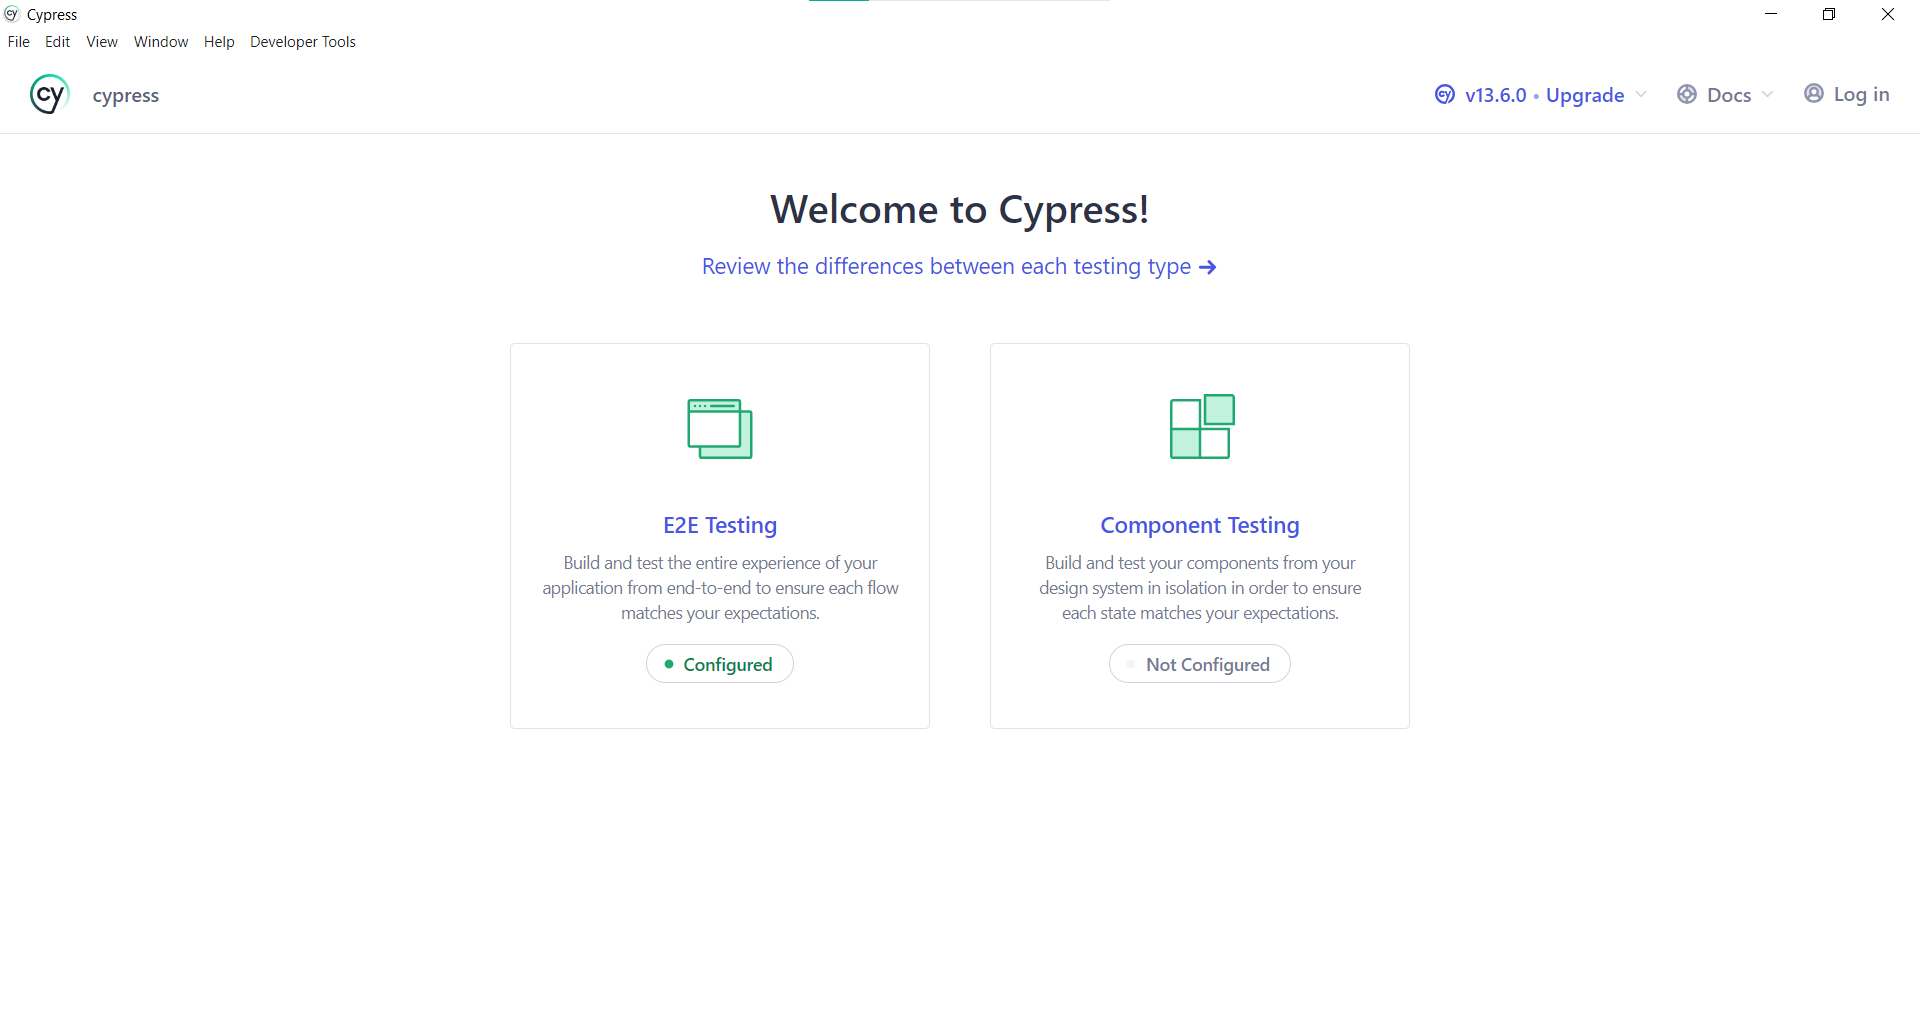 Cypress
File Edit View Window Help Developer Tools
cy cypress
cy v13.6.0 • Upgrade Docs Log in
Welcome to Cypress!
Review the differences between each testing type →
E2E Testing
Build and test the entire experience of your
application from end-to-end to ensure each flow
matches your expectations.
Configured
Component Testing
Build and test your components from your
design system in isolation in order to ensure
each state matches your expectations.
Not Configured